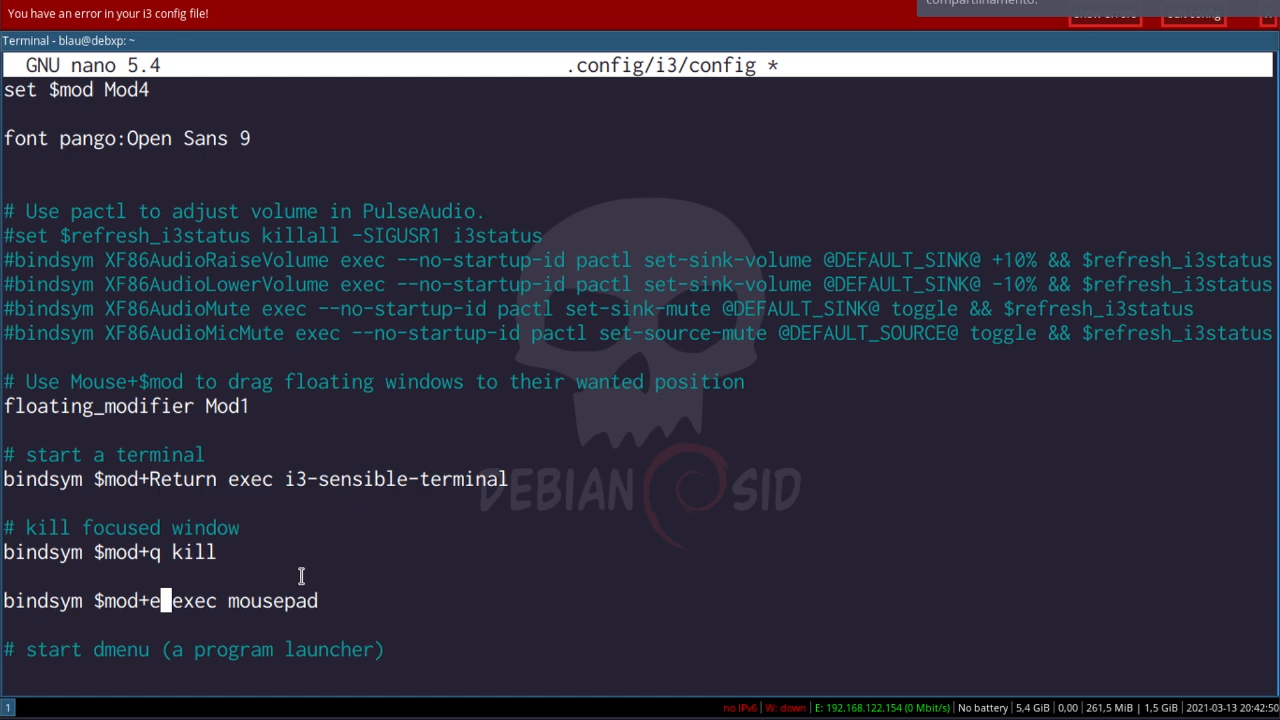 You have an error in your i3 config file!
compartilhamento.
show errors
edit config
Terminal - blau@debxp: ~
GNU nano 5.4
.config/i3/config *
set $mod Mod4
font pango:Open Sans 9
# Use pactl to adjust volume in PulseAudio.
#set $refresh_i3status killall -SIGUSR1 i3status
#bindsym XF86AudioRaiseVolume exec --no-startup-id pactl set-sink-volume @DEFAULT_SINK@ +10% && $refresh_i3status
#bindsym XF86AudioLowerVolume exec --no-startup-id pactl set-sink-volume @DEFAULT_SINK@ -10% && $refresh_i3status
#bindsym XF86AudioMute exec --no-startup-id pactl set-sink-mute @DEFAULT_SINK@ toggle && $refresh_i3status
#bindsym XF86AudioMicMute exec --no-startup-id pactl set-source-mute @DEFAULT_SOURCE@ toggle && $refresh_i3status
# Use Mouse+$mod to drag floating windows to their wanted position
floating_modifier Mod1
# start a terminal
bindsym $mod+Return exec i3-sensible-terminal
DEBIAN SID
# kill focused window
bindsym $mod+q kill
bindsym $mod+e exec mousepad
# start dmenu (a program launcher)
1
no IPv6 | W: down | E: 192.168.122.154 (0 Mbit/s) | No battery | 5,4 GiB | 0,00 | 261,5 MiB | 1,5 GiB | 2021-03-13 20:42:50